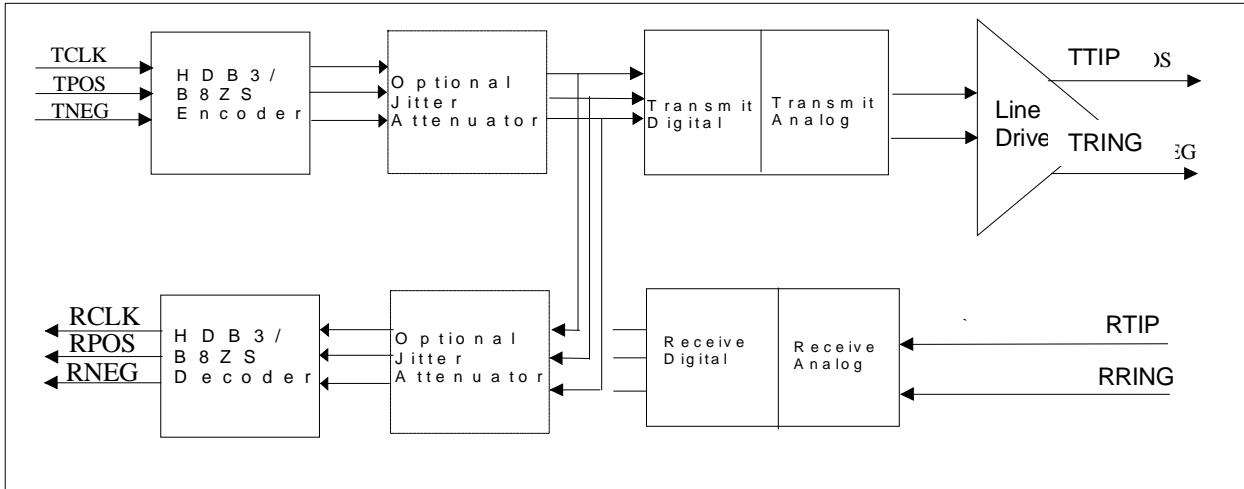 TCLK
TPOS
TNEG
HDB3/
B8ZS
Encoder
Optional
Jitter
Attenuator
Transmit
Digital
Transmit
Analog
Line
Drive
TTIP
TRING
RCLK
RPOS
RNEG
HDB3/
B8ZS
Decoder
Optional
Jitter
Attenuator
Receive
Digital
Receive
Analog
RTIP
RRING